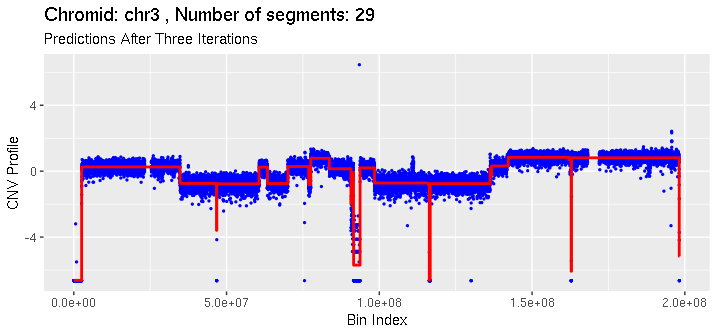 Chromid: chr3 , Number of segments: 29
Predictions After Three Iterations
CNV Profile
4
0
−4
0.0e+00
5.0e+07
1.0e+08
1.5e+08
2.0e+08
Bin Index